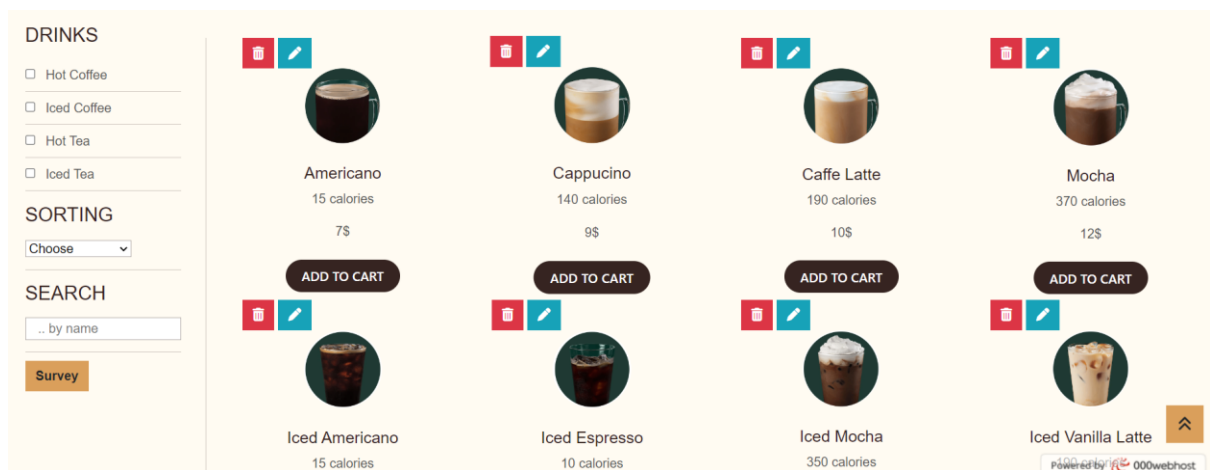 DRINKS
Hot Coffee
Iced Coffee
Hot Tea
Iced Tea
SORTING
Choose
SEARCH
.. by name
Survey
Americano
15 calories
7$
ADD TO CART
Cappucino
140 calories
9$
ADD TO CART
Caffe Latte
190 calories
10$
ADD TO CART
Mocha
370 calories
12$
ADD TO CART
Iced Americano
15 calories
Iced Espresso
10 calories
Iced Mocha
350 calories
Iced Vanilla Latte
190 calories
Powered by 000webhost